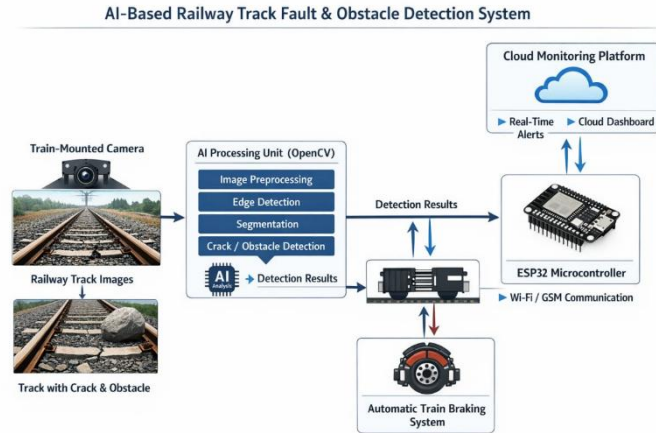 AI-Based Railway Track Fault & Obstacle Detection System
Cloud Monitoring Platform
Real-Time
Alerts
Cloud Dashboard
Train-Mounted Camera
AI Processing Unit (OpenCV)
Image Preprocessing
Edge Detection
Segmentation
Crack / Obstacle Detection
AI
Analysis
Detection Results
Detection Results
Railway Track Images
ESP32 Microcontroller
Wi-Fi / GSM Communication
Track with Crack & Obstacle
Automatic Train Braking
System